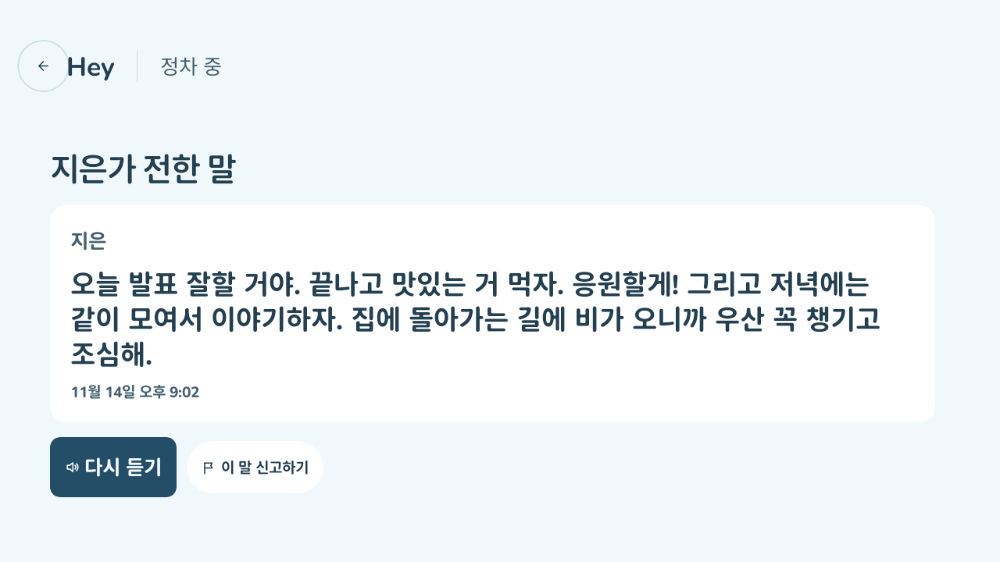 Hey
정차 중
지은가 전한 말
지은
오늘 발표 잘할 거야. 끝나고 맛있는 거 먹자. 응원할게! 그리고 저녁에는
같이 모여서 이야기하자. 집에 돌아가는 길에 비가 오니까 우산 꼭 챙기고
조심해.
11월 14일 오후 9:02
다시 듣기
이 말 신고하기